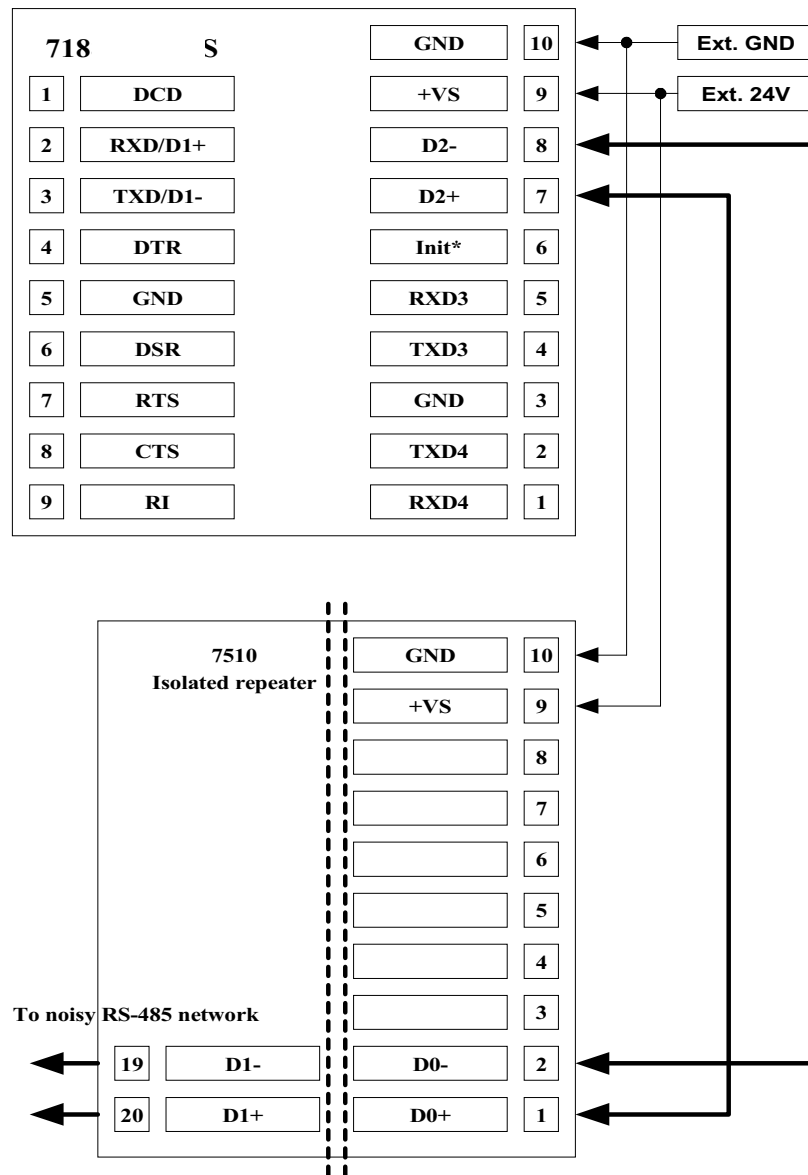 718 S
GND 10 Ext. GND
1 DCD +VS 9 Ext. 24V
2 RXD/D1+ D2- 8
3 TXD/D1- D2+ 7
4 DTR Init* 6
5 GND RXD3 5
6 DSR TXD3 4
7 RTS GND 3
8 CTS TXD4 2
9 RI RXD4 1
7510 GND 10
Isolated repeater
+VS 9
8
7
6
5
4
3
To noisy RS-485 network
19 D1- D0- 2
20 D1+ D0+ 1